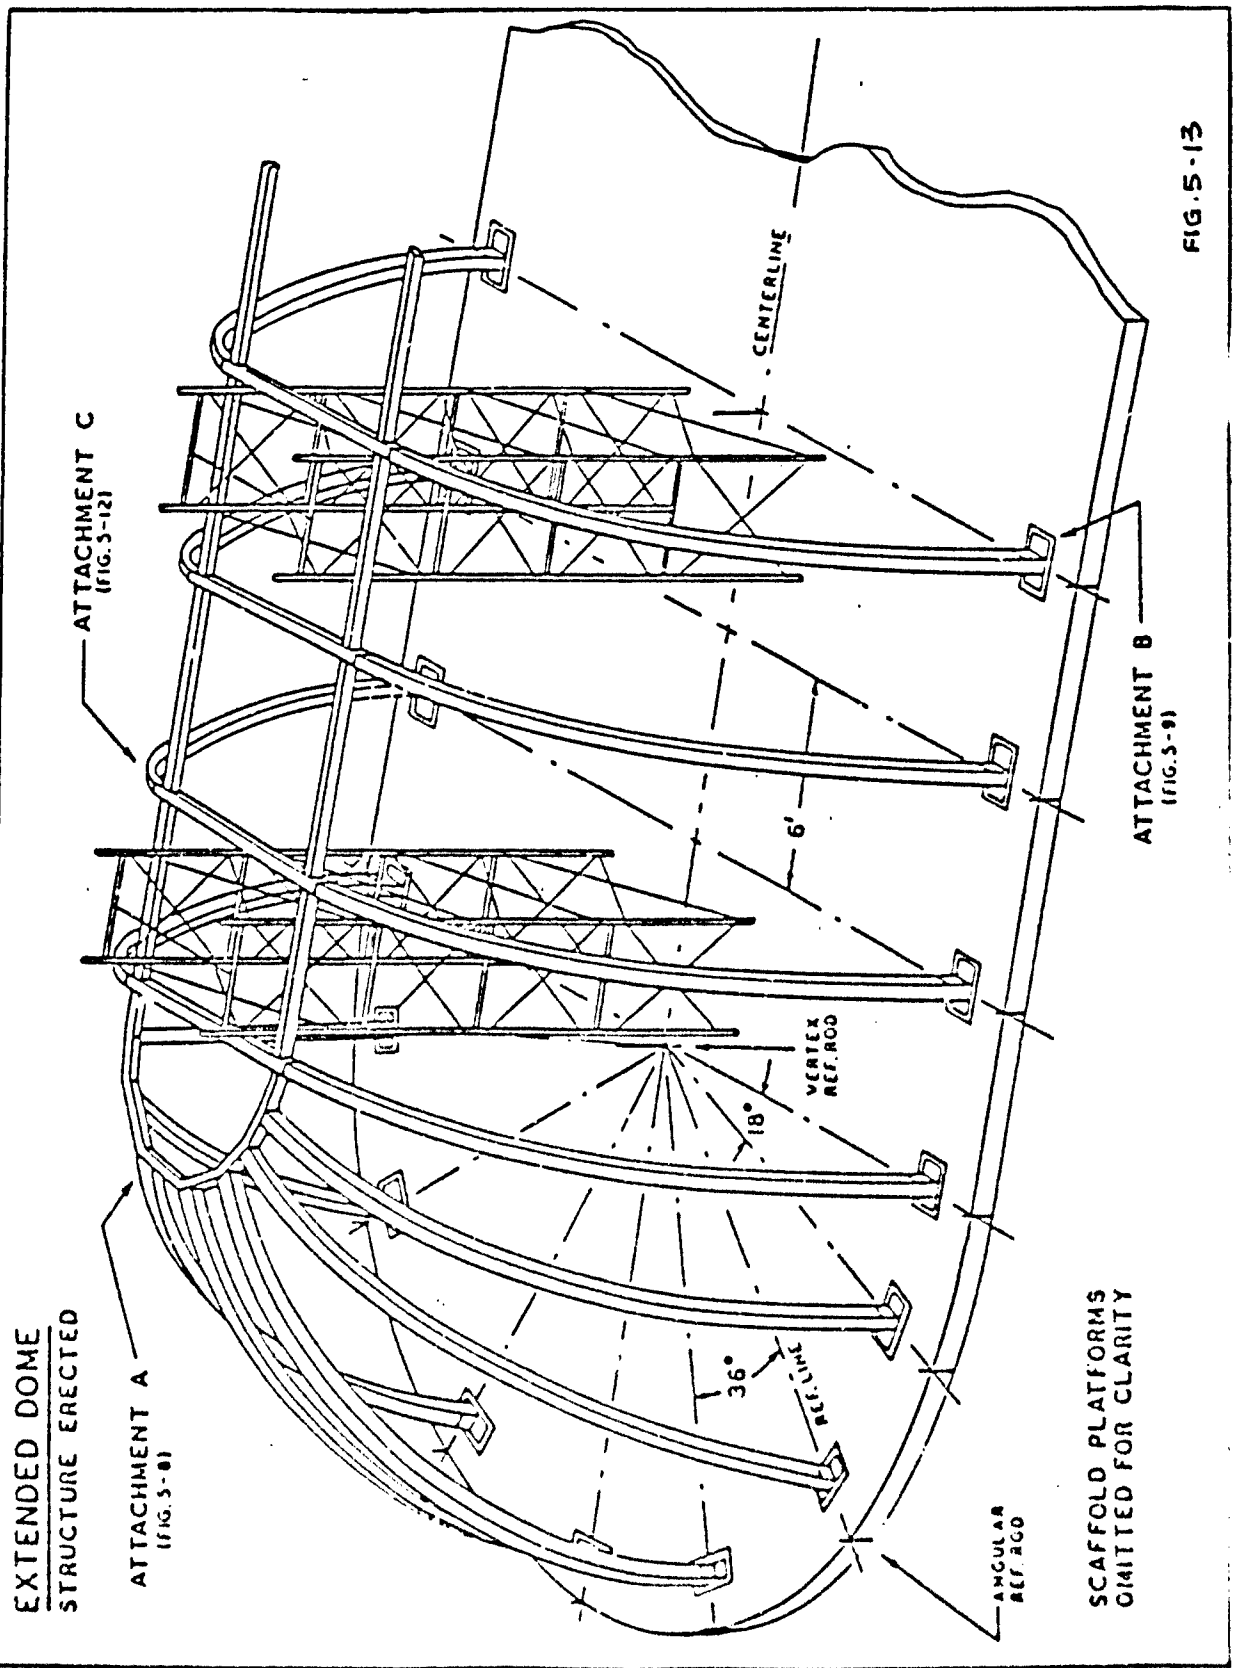 EXTENDED DOME
STRUCTURE ERECTED
ATTACHMENT A
(FIG. 5-8)
ATTACHMENT C
(FIG. 5-12)
CENTERLINE
6'
VERTEX
REF. ROD
18°
36°
REF. LINE
ATTACHMENT B
(FIG. 5-9)
ANGULAR
REF. ROD
SCAFFOLD PLATFORMS
OMITTED FOR CLARITY
FIG. 5-13